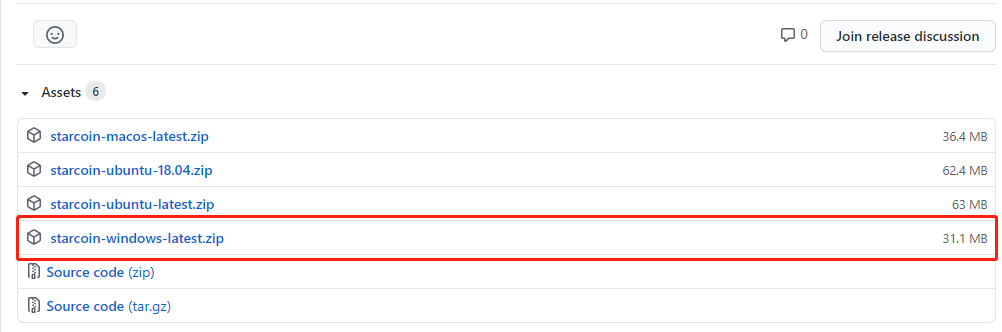 0 Join release discussion
Assets 6
starcoin-macos-latest.zip 36.4 MB
starcoin-ubuntu-18.04.zip 62.4 MB
starcoin-ubuntu-latest.zip 63 MB
starcoin-windows-latest.zip 31.1 MB
Source code (zip)
Source code (tar.gz)